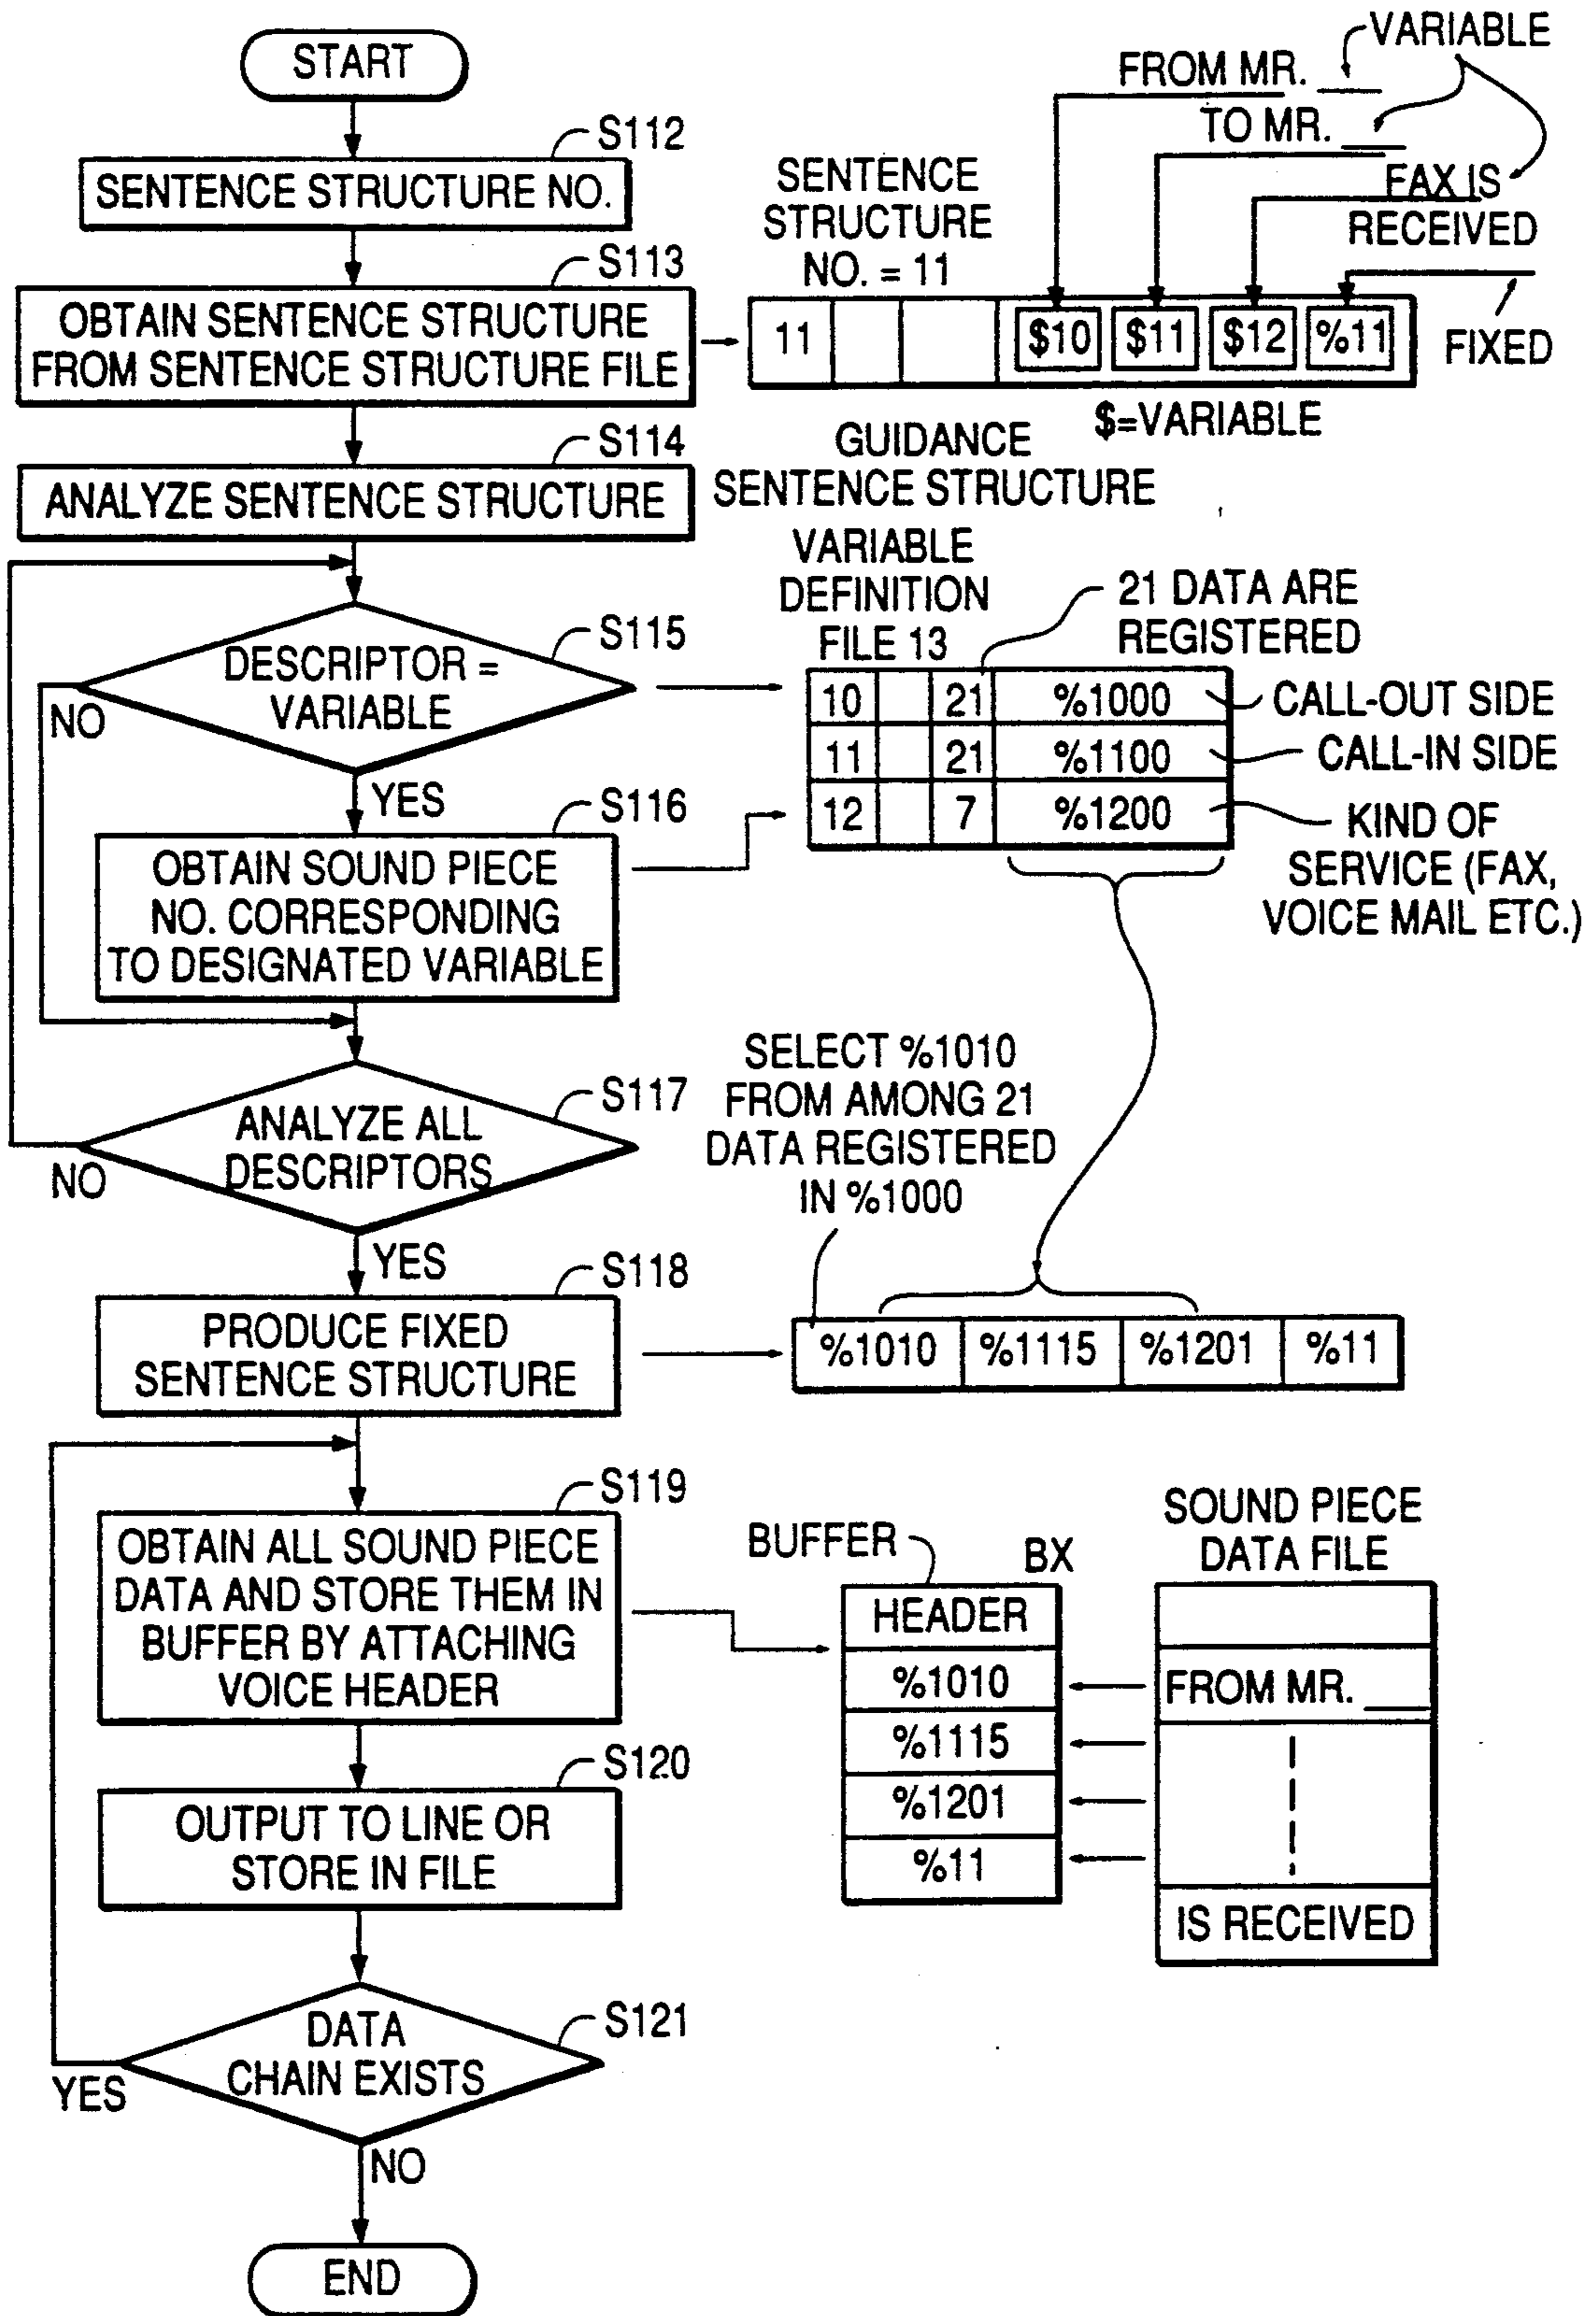 START
S112
SENTENCE STRUCTURE NO.
S113
OBTAIN SENTENCE STRUCTURE
FROM SENTENCE STRUCTURE FILE
SENTENCE
STRUCTURE
NO. = 11
VARIABLE
FROM MR. ____
TO MR. ____
FAX IS
RECEIVED
FIXED
11
$10
$11
$12
%11
$=VARIABLE
S114
ANALYZE SENTENCE STRUCTURE
GUIDANCE
SENTENCE STRUCTURE
VARIABLE
DEFINITION
FILE 13
21 DATA ARE
REGISTERED
S115
DESCRIPTOR =
VARIABLE
NO
YES
10 21 %1000
CALL-OUT SIDE
11 21 %1100
CALL-IN SIDE
12 7 %1200
KIND OF
SERVICE (FAX,
VOICE MAIL ETC.)
S116
OBTAIN SOUND PIECE
NO. CORRESPONDING
TO DESIGNATED VARIABLE
S117
ANALYZE ALL
DESCRIPTORS
NO
YES
SELECT %1010
FROM AMONG 21
DATA REGISTERED
IN %1000
S118
PRODUCE FIXED
SENTENCE STRUCTURE
%1010 %1115 %1201 %11
S119
OBTAIN ALL SOUND PIECE
DATA AND STORE THEM IN
BUFFER BY ATTACHING
VOICE HEADER
BUFFER
BX
HEADER
%1010
%1115
%1201
%11
SOUND PIECE
DATA FILE
FROM MR. ____
IS RECEIVED
S120
OUTPUT TO LINE OR
STORE IN FILE
S121
DATA
CHAIN EXISTS
YES
NO
END